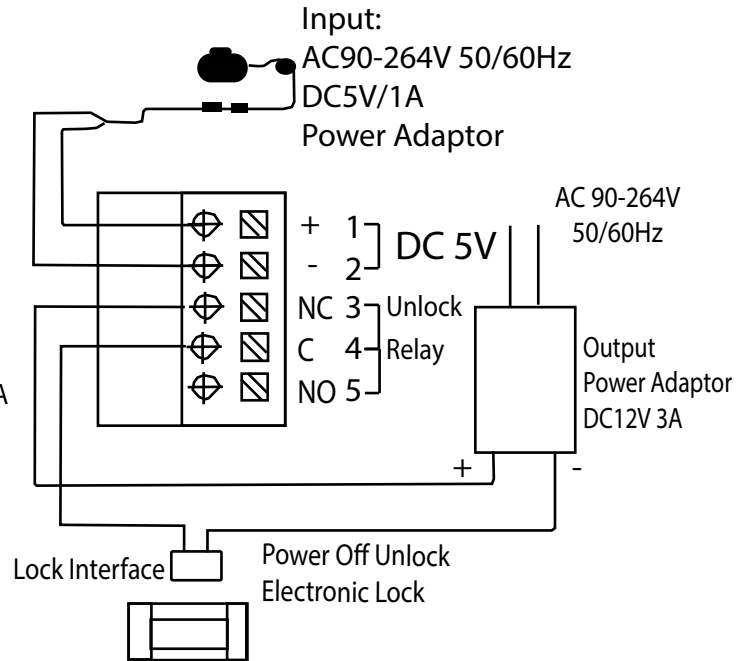 Input:
AC90-264V 50/60Hz
DC5V/1A
Power Adaptor
AC 90-264V
50/60Hz
+ 1
- 2
DC 5V
NC 3 Unlock
C 4 Relay
NO 5
A
Output
Power Adaptor
DC12V 3A
+ -
Lock Interface
Power Off Unlock
Electronic Lock